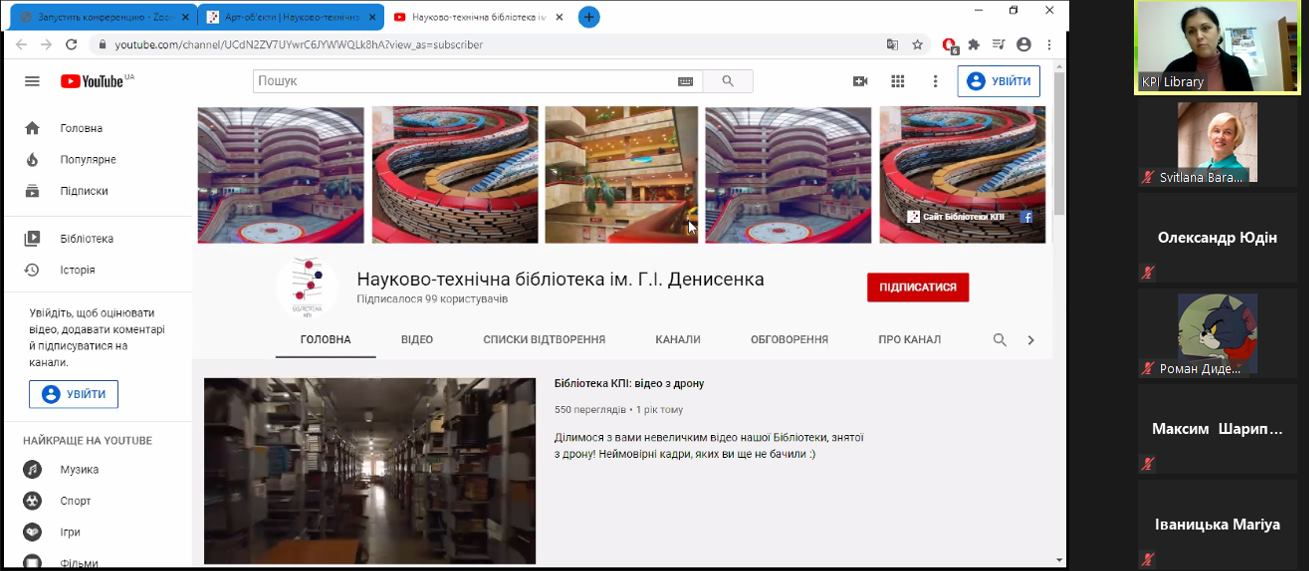 Запустить конференцию - Zoom
Арт-об'єкти | Науково-технічна
Науково-технічна бібліотека ім
youtube.com/channel/UCdN2ZV7UYwrC6JYWWQLk8hA?view_as=subscriber
6
YouTube UA
Пошук
УВІЙТИ
Головна
Популярне
Підписки
Бібліотека
Історія
Увійдіть, щоб оцінювати
відео, додавати коментарі
й підписуватися на
канали.
УВІЙТИ
НАЙКРАЩЕ НА YOUTUBE
Музика
Спорт
Ігри
Фільми
Сайт Бібліотеки КПІ
БІБЛІОТЕКА
КПІ
Науково-технічна бібліотека ім. Г.І. Денисенка
Підписалося 99 користувачів
ПІДПИСАТИСЯ
ГОЛОВНА
ВІДЕО
СПИСКИ ВІДТВОРЕННЯ
КАНАЛИ
ОБГОВОРЕННЯ
ПРО КАНАЛ
Бібліотека КПІ: відео з дрону
550 переглядів • 1 рік тому
Ділимося з вами невеличким відео нашої Бібліотеки, знятої
з дрону! Неймовірні кадри, яких ви ще не бачили :)
KPI Library
Svitlana Bara...
Олександр Юдін
Роман Диде...
Максим Шарип...
Іваницька Mariya